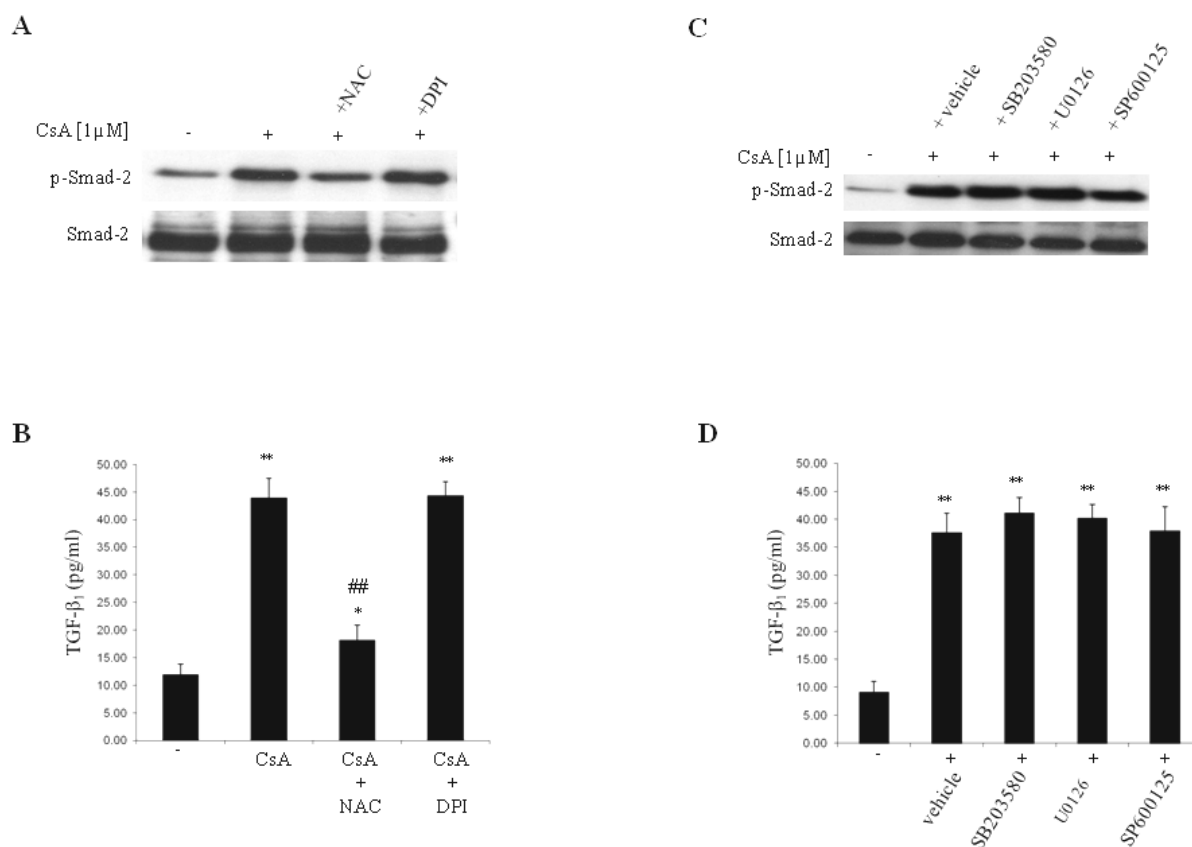 A
+NAC
+DPI
CsA [1µM] - + + +
p-Smad-2
Smad-2
C
+ vehicle
+ SB203580
+ U0126
+ SP600125
CsA [1µM] - + + + +
p-Smad-2
Smad-2
B
TGF-β₁ (pg/ml)
50.00
45.00
40.00
35.00
30.00
25.00
20.00
15.00
10.00
5.00
0.00
**
##
*
**
- CsA CsA CsA
+ +
NAC DPI
D
TGF-β₁ (pg/ml)
50.00
45.00
40.00
35.00
30.00
25.00
20.00
15.00
10.00
5.00
0.00
** ** ** **
- + + + +
vehicle
SB203580
U0126
SP600125